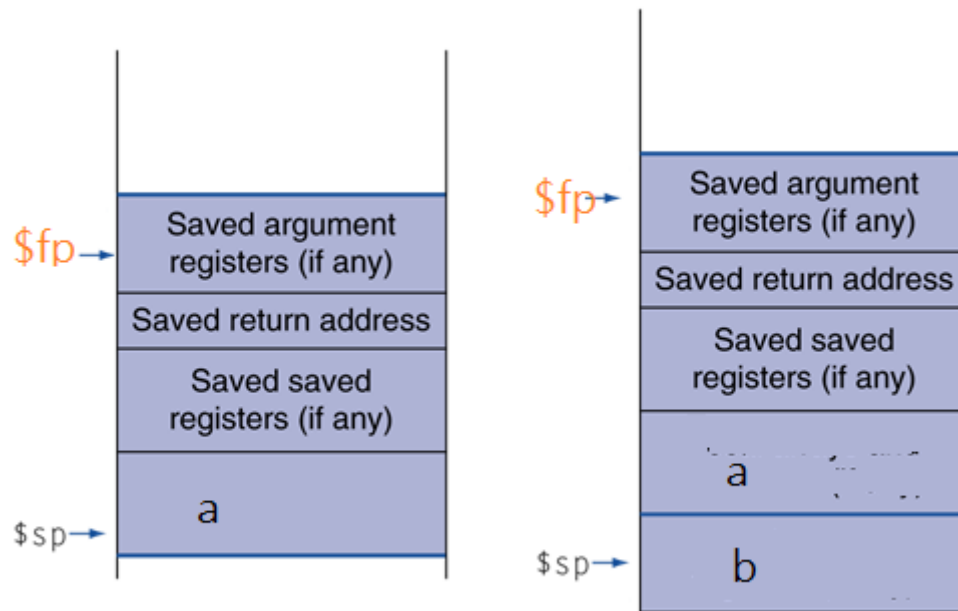 $fp
Saved argument
registers (if any)
Saved return address
Saved saved
registers (if any)
a
$sp
$fp
Saved argument
registers (if any)
Saved return address
Saved saved
registers (if any)
a
$sp
b